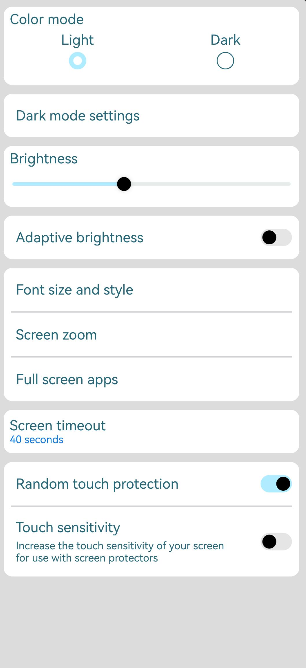 Color mode
Light Dark
Dark mode settings
Brightness
Adaptive brightness
Font size and style
Screen zoom
Full screen apps
Screen timeout
40 seconds
Random touch protection
Touch sensitivity
Increase the touch sensitivity of your screen
for use with screen protectors